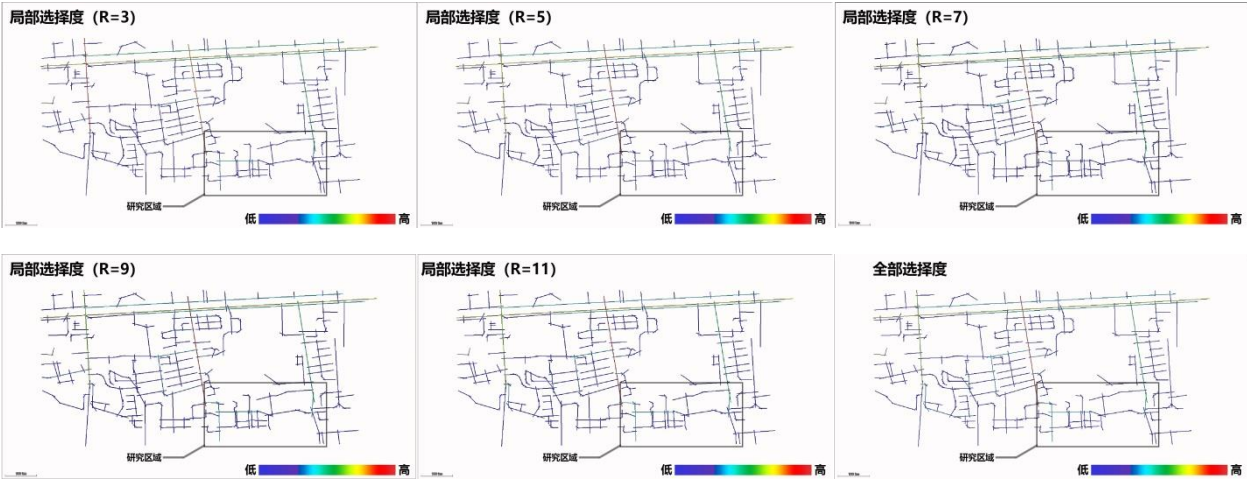 局部选择度（R=3）
研究区域
低 高
局部选择度（R=5）
研究区域
低 高
局部选择度（R=7）
研究区域
低 高
局部选择度（R=9）
研究区域
低 高
局部选择度（R=11）
研究区域
低 高
全部选择度
研究区域
低 高